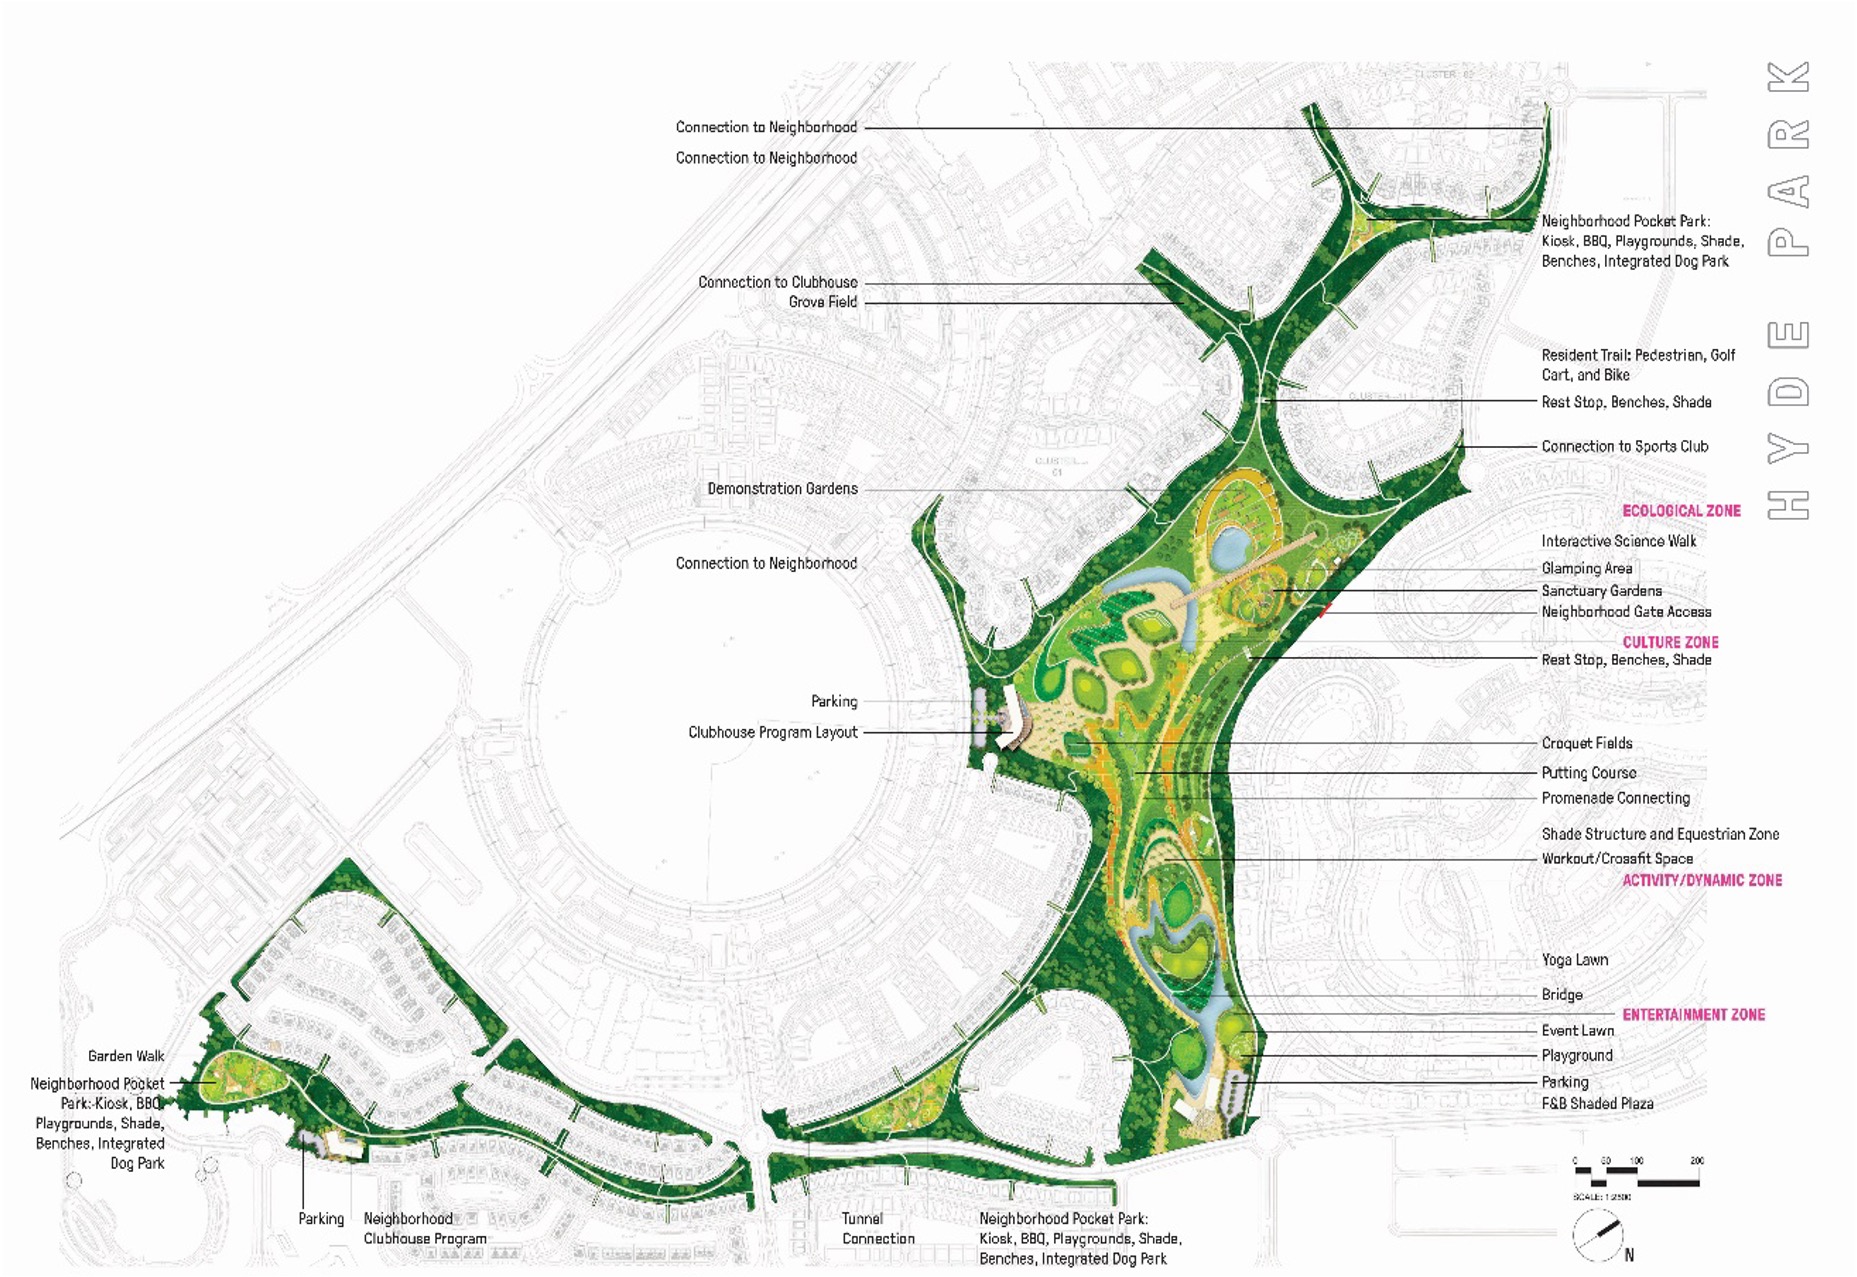 HYDE PARK
CLUSTER 02
Connection to Neighborhood
Connection to Neighborhood
Connection to Clubhouse
Grove Field
Demonstration Gardens
Connection to Neighborhood
Parking
Clubhouse Program Layout
CLUSTER
01
CLUSTER
Neighborhood Pocket Park:
Kiosk, BBQ, Playgrounds, Shade,
Benches, Integrated Dog Park
Resident Trail: Pedestrian, Golf
Cart, and Bike
Rest Stop, Benches, Shade
Connection to Sports Club
ECOLOGICAL ZONE
Interactive Science Walk
Glamping Area
Sanctuary Gardens
Neighborhood Gate Access
CULTURE ZONE
Rest Stop, Benches, Shade
Croquet Fields
Putting Course
Promenade Connecting
Shade Structure and Equestrian Zone
Workout/Crossfit Space
ACTIVITY/DYNAMIC ZONE
Yoga Lawn
Bridge
ENTERTAINMENT ZONE
Event Lawn
Playground
Parking
F&B Shaded Plaza
Garden Walk
Neighborhood Pocket
Park:-Kiosk, BBQ,
Playgrounds, Shade,
Benches, Integrated
Dog Park
Parking
Neighborhood
Clubhouse Program
Tunnel
Connection
Neighborhood Pocket Park:
Kiosk, BBQ, Playgrounds, Shade,
Benches, Integrated Dog Park
0 50 100 200
SCALE: 1:2500
N